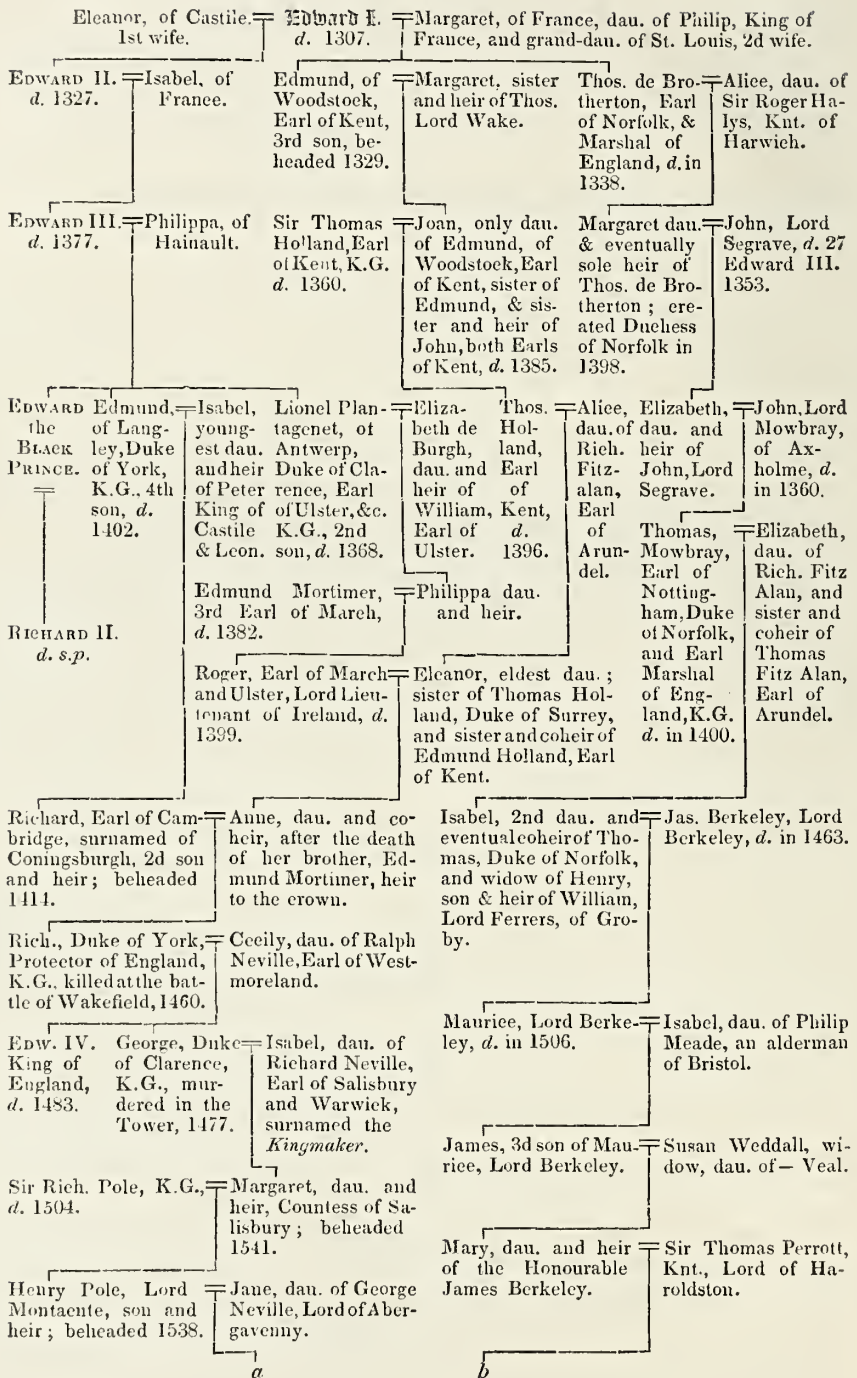 Eleanor, of Castile. Edward I. Margaret, of France, dau. of Philip, King of
1st wife. d. 1307. France, and grand-dau. of St. Louis, 2d wife.
EDWARD II.
d. 1327.
Isabel, of
France.
Edmund, of
Woodstock,
Earl of Kent,
3rd son, be-
headed 1329.
Margaret, sister
and heir of Thos.
Lord Wake.
Thos. de Bro-
therton, Earl
of Norfolk, &
Marshal of
England, d. in
1338.
Alice, dau. of
Sir Roger Ha-
lys, Knt. of
Harwich.
EDWARD III.
d. 1377.
Philippa, of
Hainault.
Sir Thomas
Holland, Earl
of Kent, K.G.
d. 1360.
Joan, only dau.
of Edmund, of
Woodstock, Earl
of Kent, sister of
Edmund, & sis-
ter and heir of
John, both Earls
of Kent, d. 1385.
Margaret dau.
& eventually
sole heir of
Thos. de Bro-
therton ; cre-
ated Duchess
of Norfolk in
1398.
John, Lord
Segrave, d. 27
Edward III.
1353.
EDWARD
the
BLACK
PRINCE.
Edmund,
of Lang-
ley, Duke
of York,
K.G., 4th
son, d.
1402.
Isabel,
young-
est dau.
and heir
of Peter
King of
Castile
& Leon.
Lionel Plan-
tagenet, of
Antwerp,
Duke of Cla-
rence, Earl
of Ulster, &c.
K.G., 2nd
son, d. 1368.
Eliza-
beth de
Burgh,
dau. and
heir of
William,
Earl of
Ulster.
Thos.
Hol-
land,
Earl
of
Kent,
d.
1396.
Alice,
dau. of
Rich.
Fitz-
alan,
Earl
of
Arun-
del.
Elizabeth,
dau. and
heir of
John, Lord
Segrave.
John, Lord
Mowbray,
of Ax-
holme, d.
in 1360.
RICHARD II.
d. s.p.
Edmund Mortimer,
3rd Earl of March,
d. 1382.
Philippa dau.
and heir.
Thomas,
Mowbray,
Earl of
Notting-
ham, Duke
of Norfolk,
and Earl
Marshal
of Eng-
land, K.G.
d. in 1400.
Elizabeth,
dau. of
Rich. Fitz
Alan, and
sister and
coheir of
Thomas
Fitz Alan,
Earl of
Arundel.
Roger, Earl of March
and Ulster, Lord Lieu-
tenant of Ireland, d.
1399.
Eleanor, eldest dau. ;
sister of Thomas Hol-
land, Duke of Surrey,
and sister and coheir of
Edmund Holland, Earl
of Kent.
Richard, Earl of Cam-
bridge, surnamed of
Coningsburgh, 2d son
and heir ; beheaded
1414.
Anne, dau. and co-
heir, after the death
of her brother, Ed-
mund Mortimer, heir
to the crown.
Isabel, 2nd dau. and
eventual coheir of Tho-
mas, Duke of Norfolk,
and widow of Henry,
son & heir of William,
Lord Ferrers, of Gro-
by.
Jas. Berkeley, Lord
Berkeley, d. in 1463.
Rich., Duke of York,
Protector of England,
K.G., killed at the bat-
tle of Wakefield, 1460.
Cecily, dau. of Ralph
Neville, Earl of West-
moreland.
Maurice, Lord Berke-
ley, d. in 1506.
Isabel, dau. of Philip
Meade, an alderman
of Bristol.
EDW. IV.
King of
England,
d. 1483.
George, Duke
of Clarence,
K.G., mur-
dered in the
Tower, 1477.
Isabel, dau. of
Richard Neville,
Earl of Salisbury
and Warwick,
surnamed the
Kingmaker.
James, 3d son of Mau-
rice, Lord Berkeley.
Susan Weddall, wi-
dow, dau. of — Veal.
Sir Rich. Pole, K.G.,
d. 1504.
Margaret, dau. and
heir, Countess of Sa-
lisbury ; beheaded
1541.
Mary, dau. and heir
of the Honourable
James Berkeley.
Sir Thomas Perrott,
Knt., Lord of Ha-
roldston.
Henry Pole, Lord
Montacute, son and
heir ; beheaded 1538.
Jane, dau. of George
Neville, Lord of Aber-
gavenny.
a b